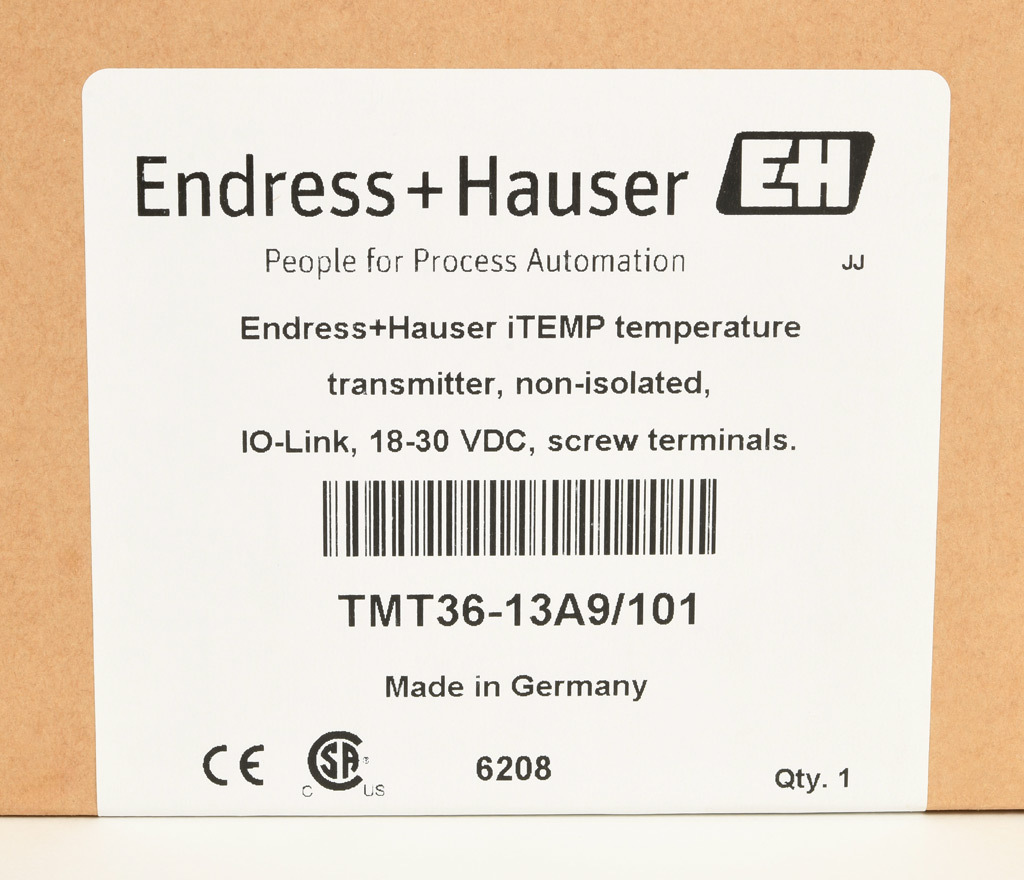 Endress+Hauser EH
People for Process Automation JJ
Endress+Hauser iTEMP temperature
transmitter, non-isolated,
IO-Link, 18-30 VDC, screw terminals.
TMT36-13A9/101
Made in Germany
CE C SA® US 6208 Qty. 1